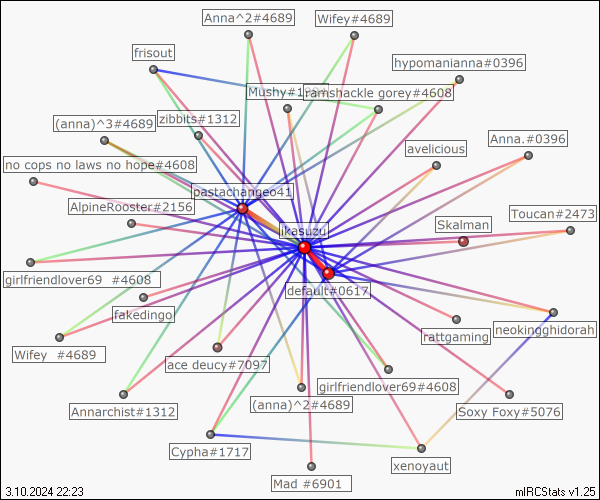 Anna^2#4689
Wifey#4689
frisout
hypomanianna#0396
Mushy#1
ramshackle gorey#4608
zibbits#1312
(anna)^3#4689
Anna.#0396
avelicious
no cops no laws no hope#4608
pastachangeo41
AlpineRooster#2156
Toucan#2473
Skalman
ikasuzu
girlfriendlover69 #4608
default#0617
fakedingo
neokingghidorah
rattgaming
Wifey #4689
ace deucy#7097
girlfriendlover69#4608
(anna)^2#4689
Annarchist#1312
Soxy Foxy#5076
Cypha#1717
xenoyaut
Mad #6901
3.10.2024 22:23
mIRCStats v1.25